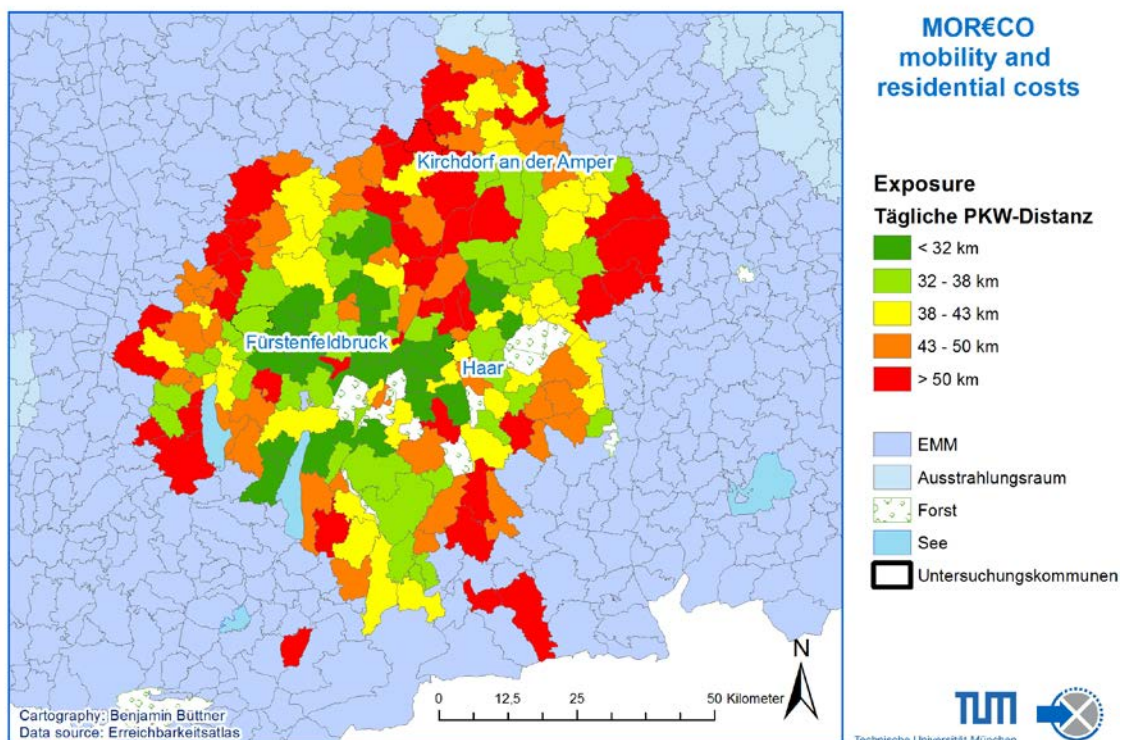 MOR€CO
mobility and
residential costs
Exposure
Tägliche PKW-Distanz
< 32 km
32 - 38 km
38 - 43 km
43 - 50 km
> 50 km
EMM
Ausstrahlungsraum
Forst
See
Untersuchungskommunen
Kirchdorf an der Amper
Fürstenfeldbruck
Haar
N
0 12,5 25 50 Kilometer
Cartography: Benjamin Büttner
Data source: Erreichbarkeitsatlas
TUM
Technische Universität München